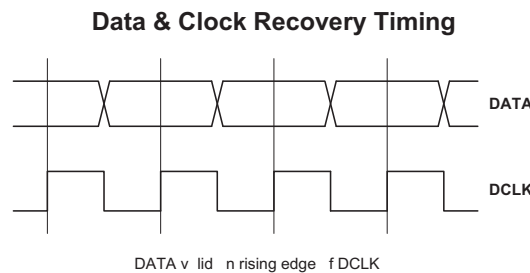 Data & Clock Recovery Timing
DATA
DCLK
DATA v lid n rising edge f DCLK